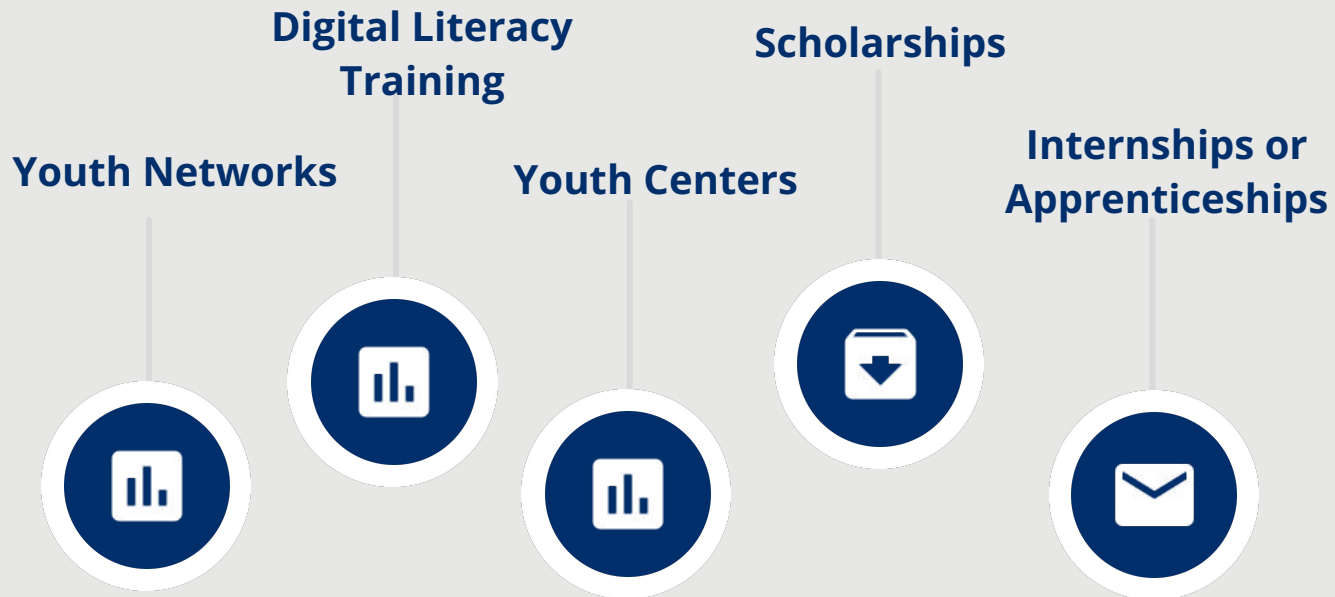 Youth Networks
Digital Literacy
Training
Youth Centers
Scholarships
Internships or
Apprenticeships